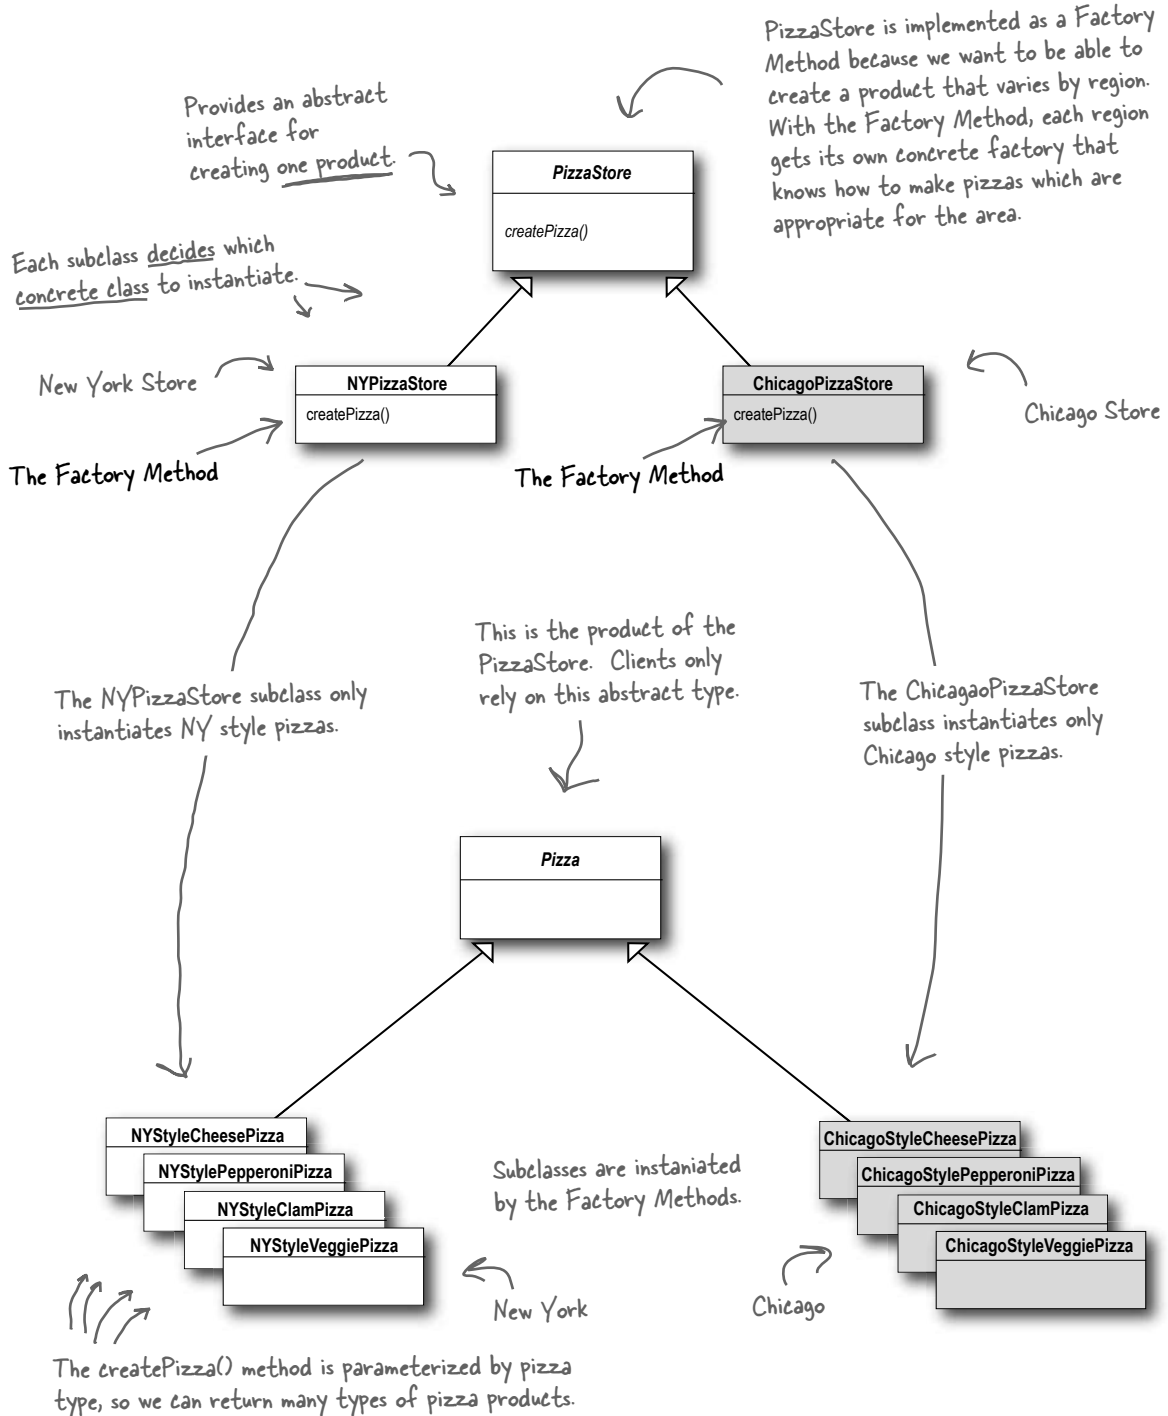 PizzaStore is implemented as a Factory
Method because we want to be able to
create a product that varies by region.
With the Factory Method, each region
gets its own concrete factory that
knows how to make pizzas which are
appropriate for the area.
Provides an abstract
interface for
creating one product.
PizzaStore
createPizza()
Each subclass decides which
concrete class to instantiate.
New York Store
NYPizzaStore
createPizza()
ChicagoPizzaStore
createPizza()
Chicago Store
The Factory Method
The Factory Method
This is the product of the
PizzaStore. Clients only
rely on this abstract type.
The NYPizzaStore subclass only
instantiates NY style pizzas.
The ChicagaoPizzaStore
subclass instantiates only
Chicago style pizzas.
Pizza
NYStyleCheesePizza
NYStylePepperoniPizza
NYStyleClamPizza
NYStyleVeggiePizza
Subclasses are instaniated
by the Factory Methods.
ChicagoStyleCheesePizza
ChicagoStylePepperoniPizza
ChicagoStyleClamPizza
ChicagoStyleVeggiePizza
New York
Chicago
The createPizza() method is parameterized by pizza
type, so we can return many types of pizza products.